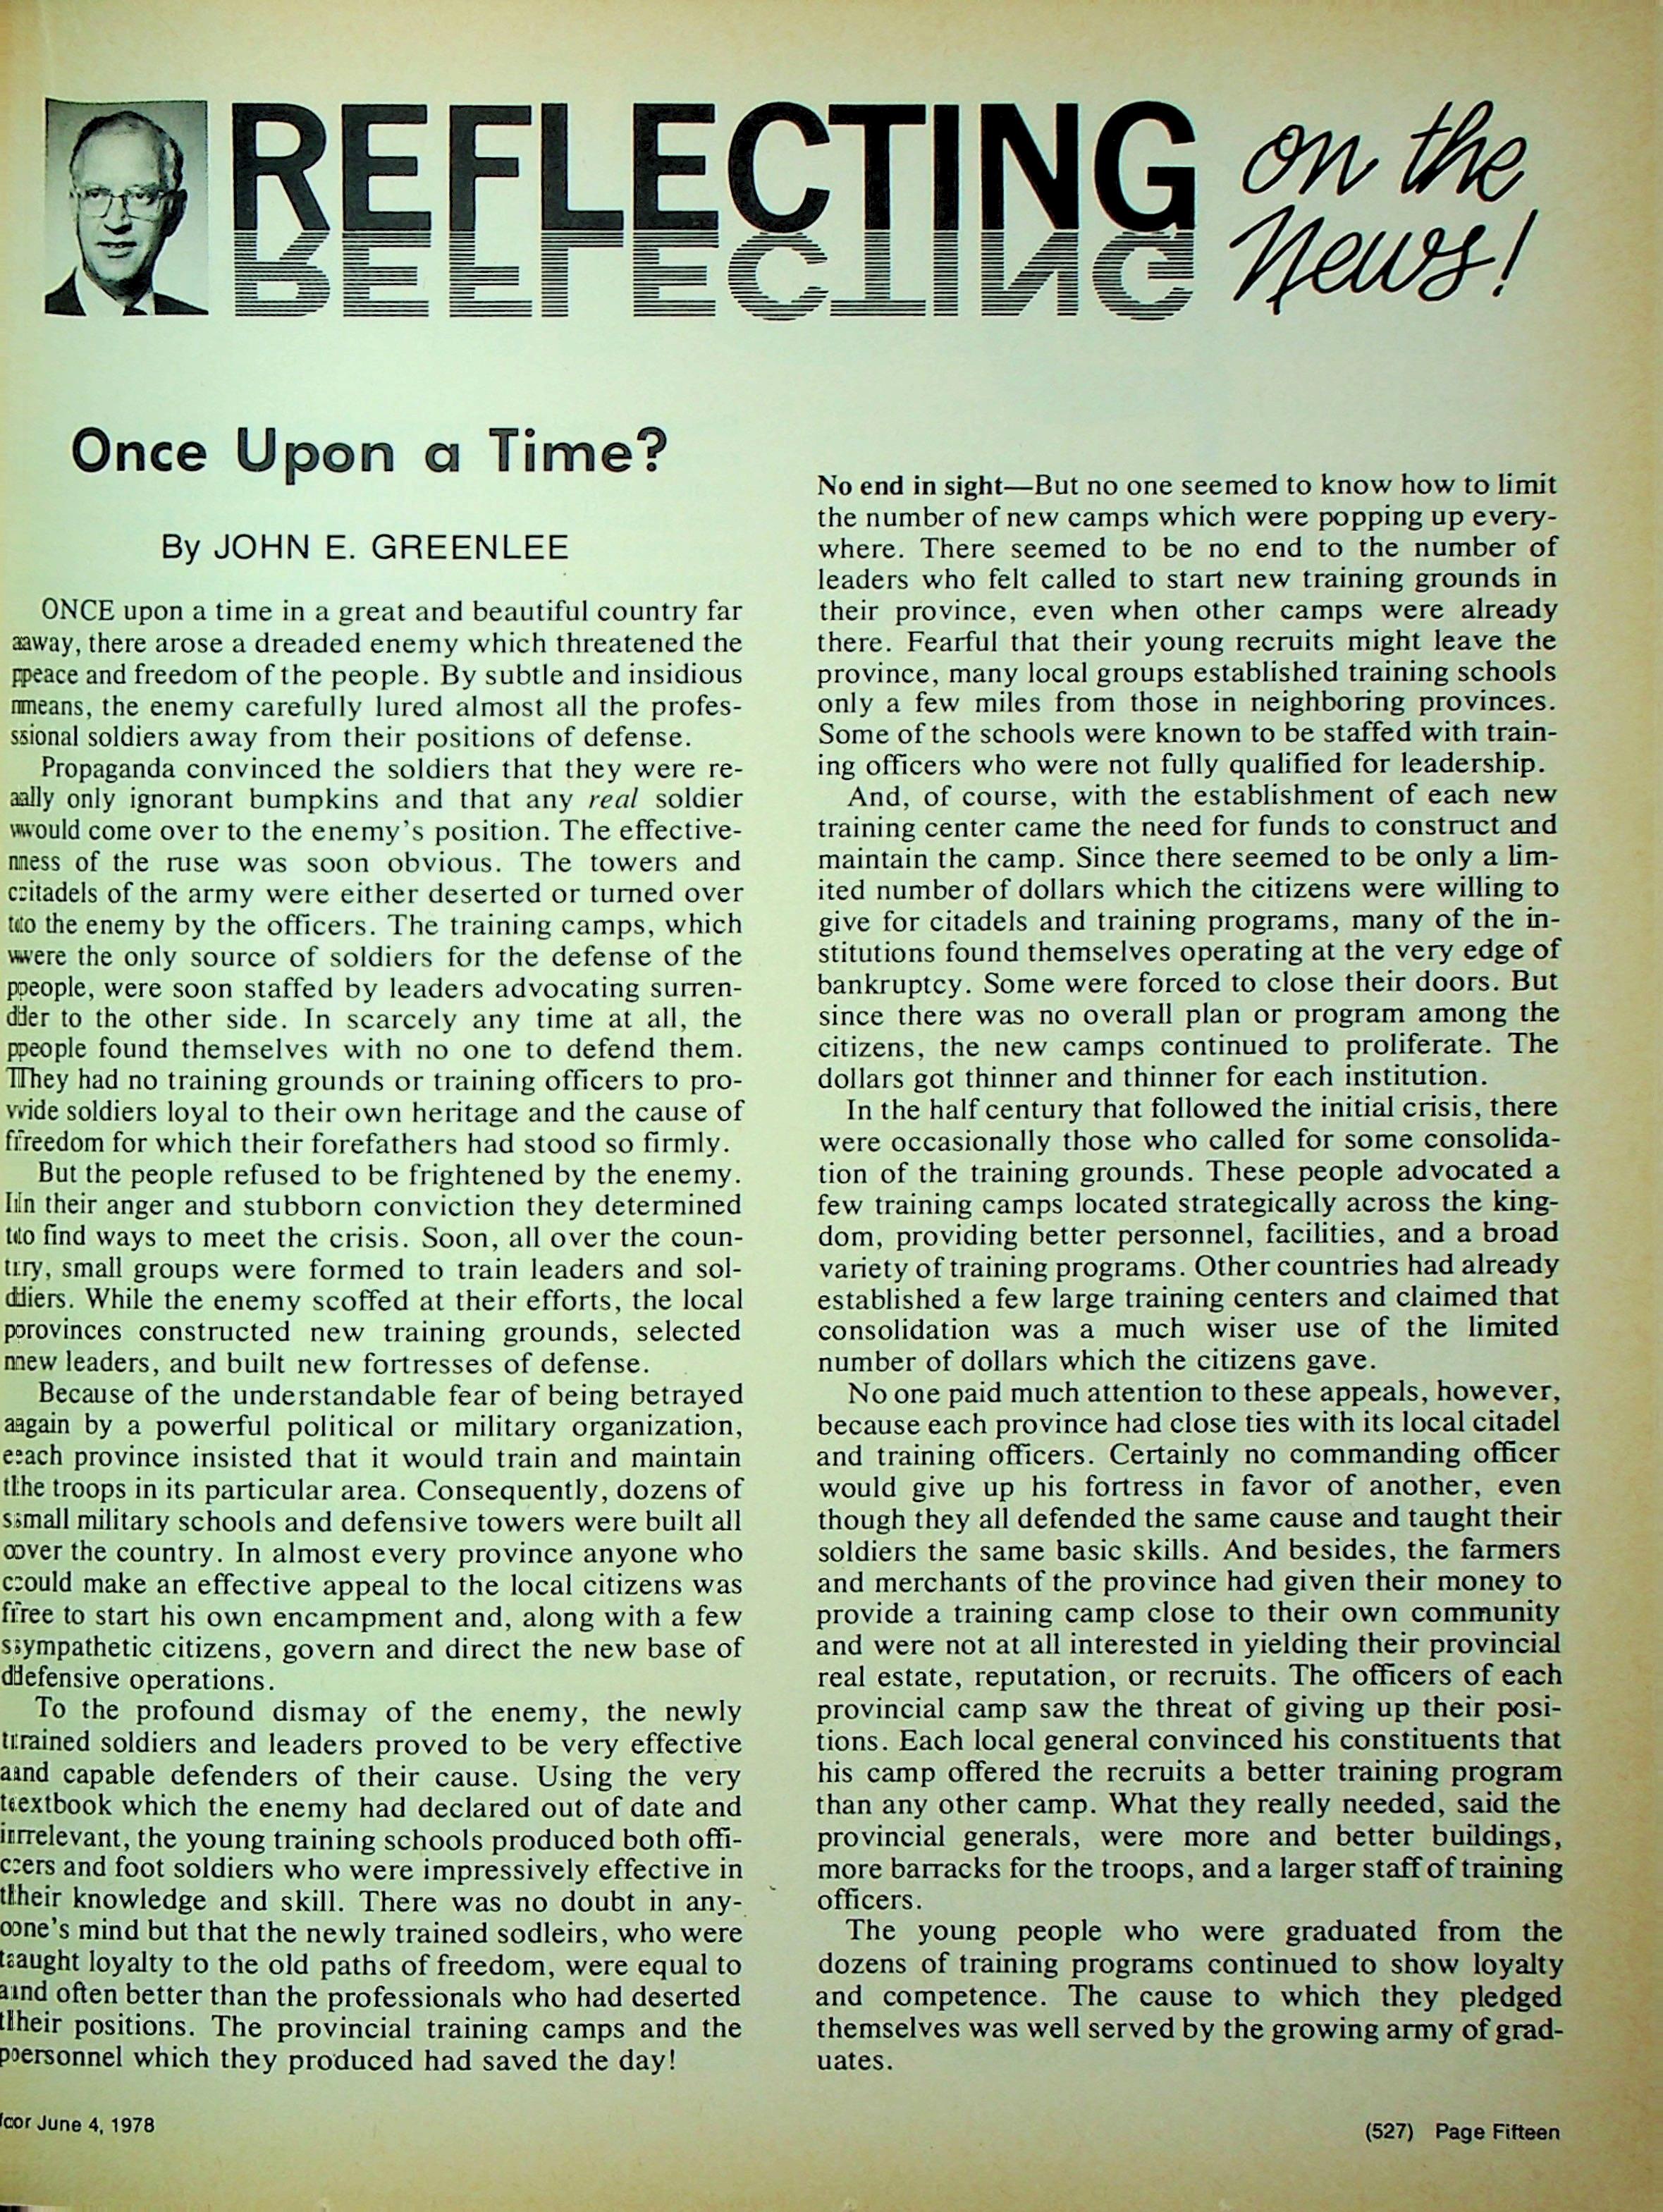 REFLECTING on the
News!
Once Upon a Time?
By JOHN E. GREENLEE
ONCE upon a time in a great and beautiful country far
away, there arose a dreaded enemy which threatened the
peace and freedom of the people. By subtle and insidious
means, the enemy carefully lured almost all the profes-
sional soldiers away from their positions of defense.
Propaganda convinced the soldiers that they were re-
ally only ignorant bumpkins and that any real soldier
would come over to the enemy's position. The effective-
ness of the ruse was soon obvious. The towers and
citadels of the army were either deserted or turned over
to the enemy by the officers. The training camps, which
were the only source of soldiers for the defense of the
people, were soon staffed by leaders advocating surren-
der to the other side. In scarcely any time at all, the
people found themselves with no one to defend them.
They had no training grounds or training officers to pro-
vide soldiers loyal to their own heritage and the cause of
freedom for which their forefathers had stood so firmly.
But the people refused to be frightened by the enemy.
In their anger and stubborn conviction they determined
to find ways to meet the crisis. Soon, all over the coun-
try, small groups were formed to train leaders and sol-
diers. While the enemy scoffed at their efforts, the local
provinces constructed new training grounds, selected
new leaders, and built new fortresses of defense.
Because of the understandable fear of being betrayed
again by a powerful political or military organization,
each province insisted that it would train and maintain
the troops in its particular area. Consequently, dozens of
small military schools and defensive towers were built all
over the country. In almost every province anyone who
could make an effective appeal to the local citizens was
free to start his own encampment and, along with a few
sympathetic citizens, govern and direct the new base of
defensive operations.
To the profound dismay of the enemy, the newly
trained soldiers and leaders proved to be very effective
and capable defenders of their cause. Using the very
textbook which the enemy had declared out of date and
irrelevant, the young training schools produced both offi-
cers and foot soldiers who were impressively effective in
their knowledge and skill. There was no doubt in any-
one's mind but that the newly trained sodleirs, who were
taught loyalty to the old paths of freedom, were equal to
and often better than the professionals who had deserted
their positions. The provincial training camps and the
personnel which they produced had saved the day!
No end in sight—But no one seemed to know how to limit
the number of new camps which were popping up every-
where. There seemed to be no end to the number of
leaders who felt called to start new training grounds in
their province, even when other camps were already
there. Fearful that their young recruits might leave the
province, many local groups established training schools
only a few miles from those in neighboring provinces.
Some of the schools were known to be staffed with train-
ing officers who were not fully qualified for leadership.
And, of course, with the establishment of each new
training center came the need for funds to construct and
maintain the camp. Since there seemed to be only a lim-
ited number of dollars which the citizens were willing to
give for citadels and training programs, many of the in-
stitutions found themselves operating at the very edge of
bankruptcy. Some were forced to close their doors. But
since there was no overall plan or program among the
citizens, the new camps continued to proliferate. The
dollars got thinner and thinner for each institution.
In the half century that followed the initial crisis, there
were occasionally those who called for some consolida-
tion of the training grounds. These people advocated a
few training camps located strategically across the king-
dom, providing better personnel, facilities, and a broad
variety of training programs. Other countries had already
established a few large training centers and claimed that
consolidation was a much wiser use of the limited
number of dollars which the citizens gave.
No one paid much attention to these appeals, however,
because each province had close ties with its local citadel
and training officers. Certainly no commanding officer
would give up his fortress in favor of another, even
though they all defended the same cause and taught their
soldiers the same basic skills. And besides, the farmers
and merchants of the province had given their money to
provide a training camp close to their own community
and were not at all interested in yielding their provincial
real estate, reputation, or recruits. The officers of each
provincial camp saw the threat of giving up their posi-
tions. Each local general convinced his constituents that
his camp offered the recruits a better training program
than any other camp. What they really needed, said the
provincial generals, were more and better buildings,
more barracks for the troops, and a larger staff of training
officers.
The young people who were graduated from the
dozens of training programs continued to show loyalty
and competence. The cause to which they pledged
themselves was well served by the growing army of grad-
uates.
for June 4, 1978
(527) Page Fifteen